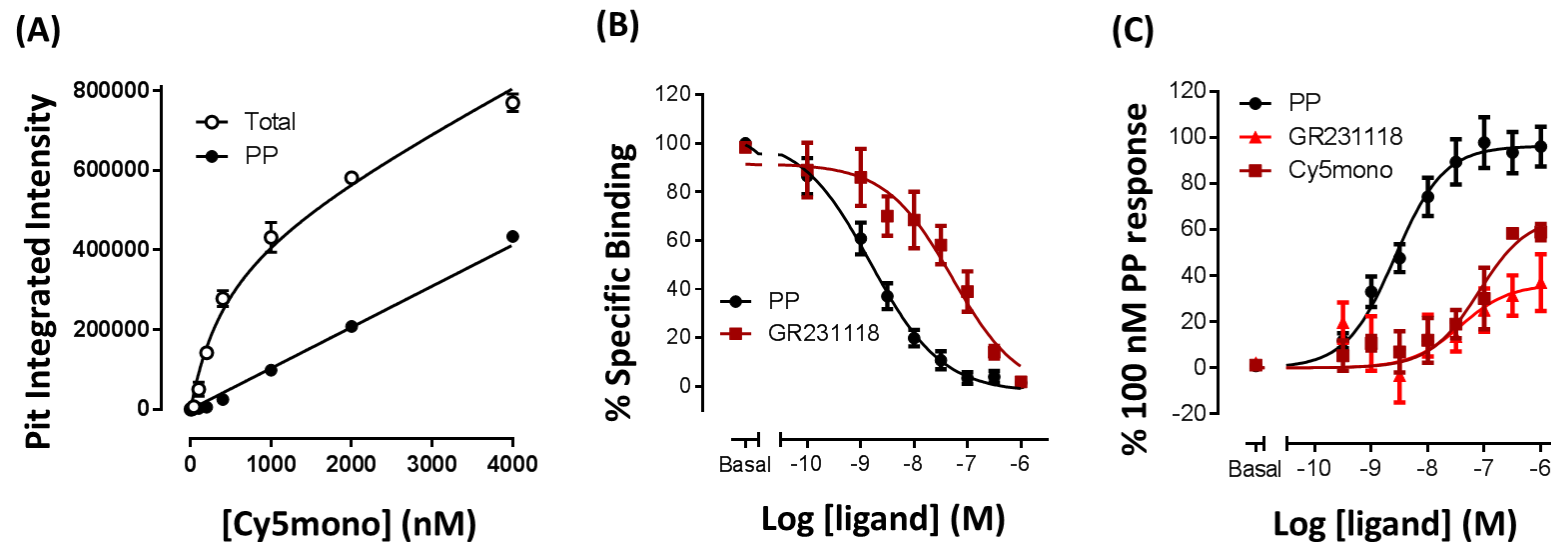 (A)
Pit Integrated Intensity
800000
600000
400000
200000
0
Total
PP
0 1000 2000 3000 4000
[Cy5mono] (nM)
(B)
% Specific Binding
120
100
80
60
40
20
0
PP
GR231118
Basal -10 -9 -8 -7 -6
Log [ligand] (M)
(C)
% 100 nM PP response
120
100
80
60
40
20
0
-20
PP
GR231118
Cy5mono
Basal -10 -9 -8 -7 -6
Log [ligand] (M)